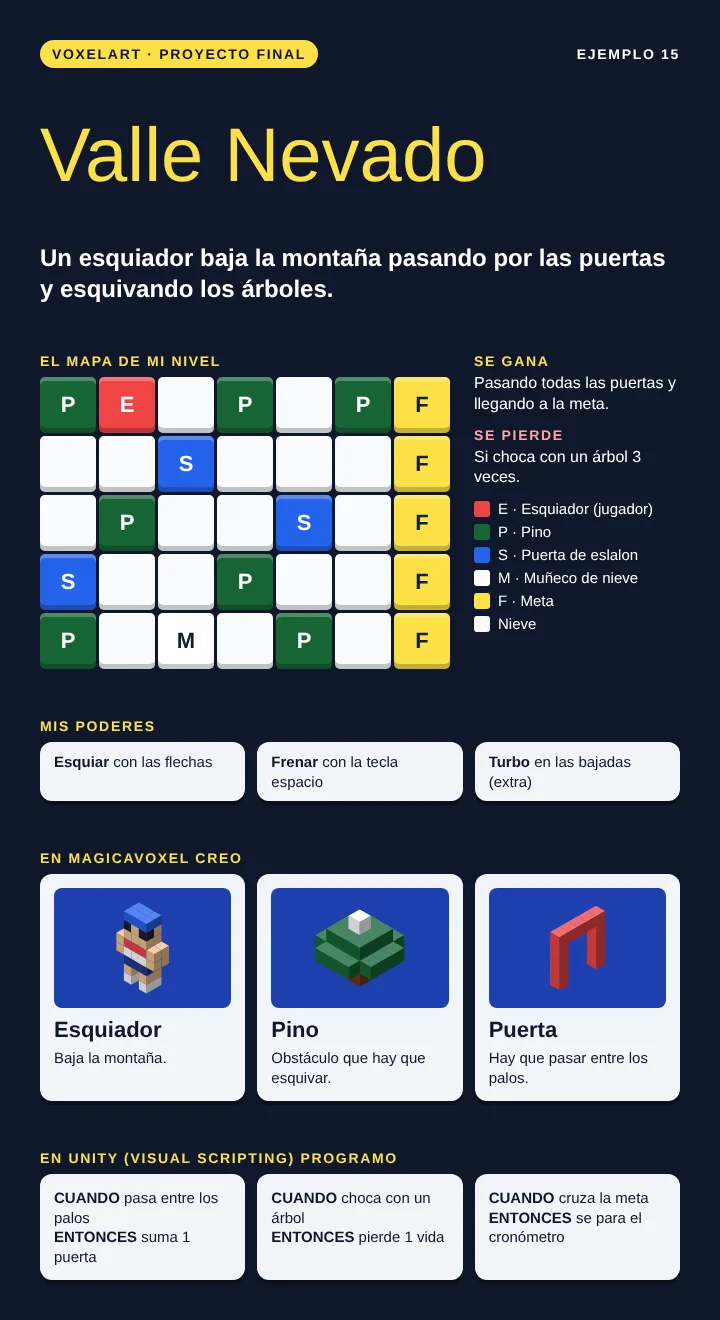 VOXELART · PROYECTO FINAL
EJEMPLO 15
Valle Nevado
Un esquiador baja la montaña pasando por las puertas
y esquivando los árboles.
EL MAPA DE MI NIVEL
P E P P F
S F
P S F
S P F
P M P F
SE GANA
Pasando todas las puertas y
llegando a la meta.
SE PIERDE
Si choca con un árbol 3
veces.
E · Esquiador (jugador)
P · Pino
S · Puerta de eslalon
M · Muñeco de nieve
F · Meta
Nieve
MIS PODERES
Esquiar con las flechas
Frenar con la tecla
espacio
Turbo en las bajadas
(extra)
EN MAGICAVOXEL CREO
Esquiador
Baja la montaña.
Pino
Obstáculo que hay que
esquivar.
Puerta
Hay que pasar entre los
palos.
EN UNITY (VISUAL SCRIPTING) PROGRAMO
CUANDO pasa entre los
palos
ENTONCES suma 1
puerta
CUANDO choca con un
árbol
ENTONCES pierde 1 vida
CUANDO cruza la meta
ENTONCES se para el
cronómetro